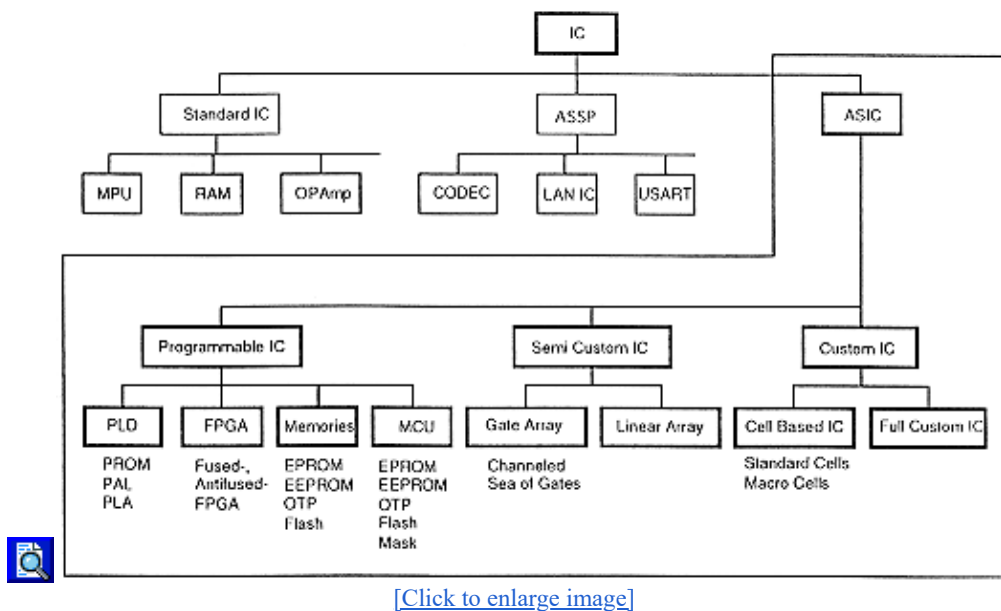 IC
Standard IC
ASSP
ASIC
MPU
RAM
OPAmp
CODEC
LAN IC
USART
Programmable IC
Semi Custom IC
Custom IC
PLD
FPGA
Memories
MCU
Gate Array
Linear Array
Cell Based IC
Full Custom IC
PROM
PAL
PLA
Fused-,
Antifused-
FPGA
EPROM
EEPROM
OTP
Flash
EPROM
EEPROM
OTP
Flash
Mask
Channeled
Sea of Gates
Standard Cells
Macro Cells
[Click to enlarge image]